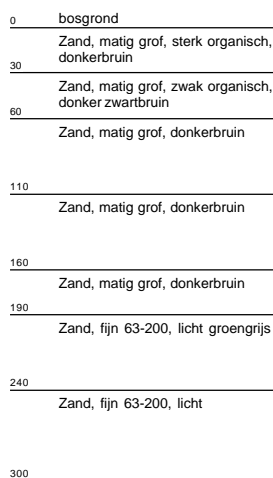 0 bosgrond
Zand, matig grof, sterk organisch,
donkerbruin
30
Zand, matig grof, zwak organisch,
donker zwartbruin
60
Zand, matig grof, donkerbruin
110
Zand, matig grof, donkerbruin
160
Zand, matig grof, donkerbruin
190
Zand, fijn 63-200, licht groengrijs
240
Zand, fijn 63-200, licht
300